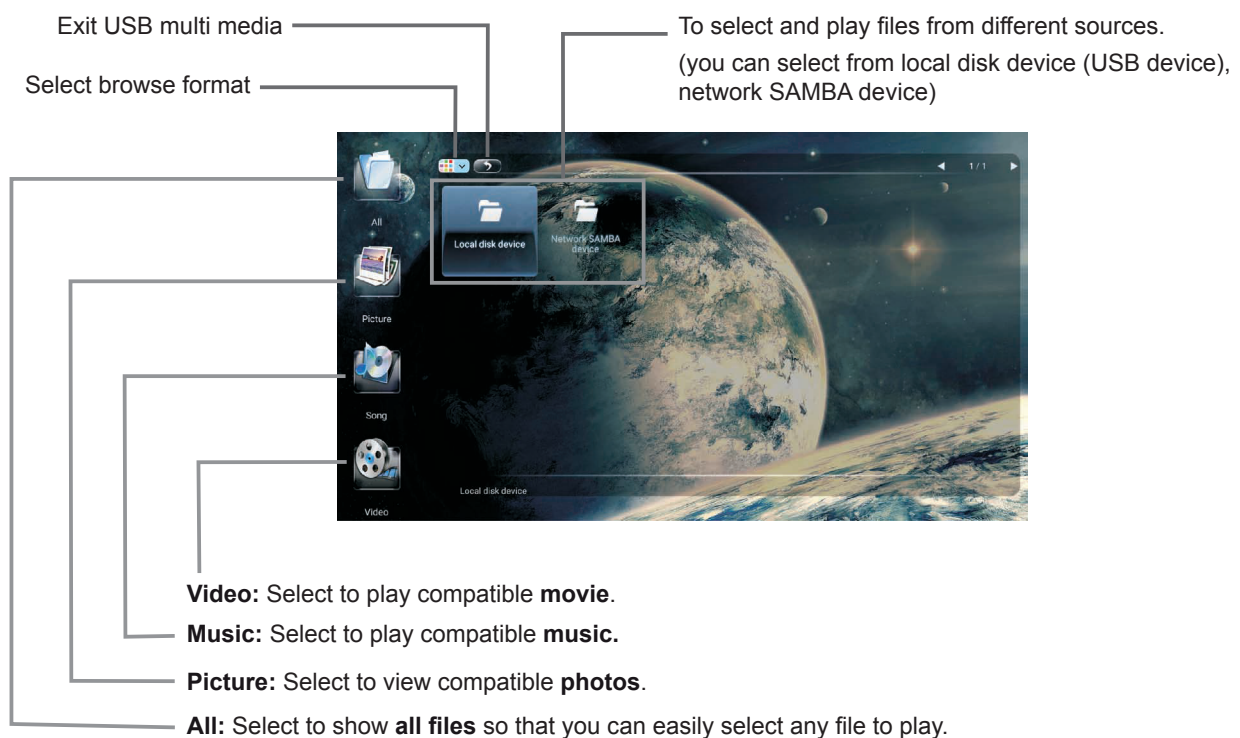 Exit USB multi media
Select browse format
To select and play files from different sources.
(you can select from local disk device (USB device),
network SAMBA device)
1 / 1
All
Local disk device
Network SAMBA
device
Picture
Song
Local disk device
Video
Video: Select to play compatible movie.
Music: Select to play compatible music.
Picture: Select to view compatible photos.
All: Select to show all files so that you can easily select any file to play.